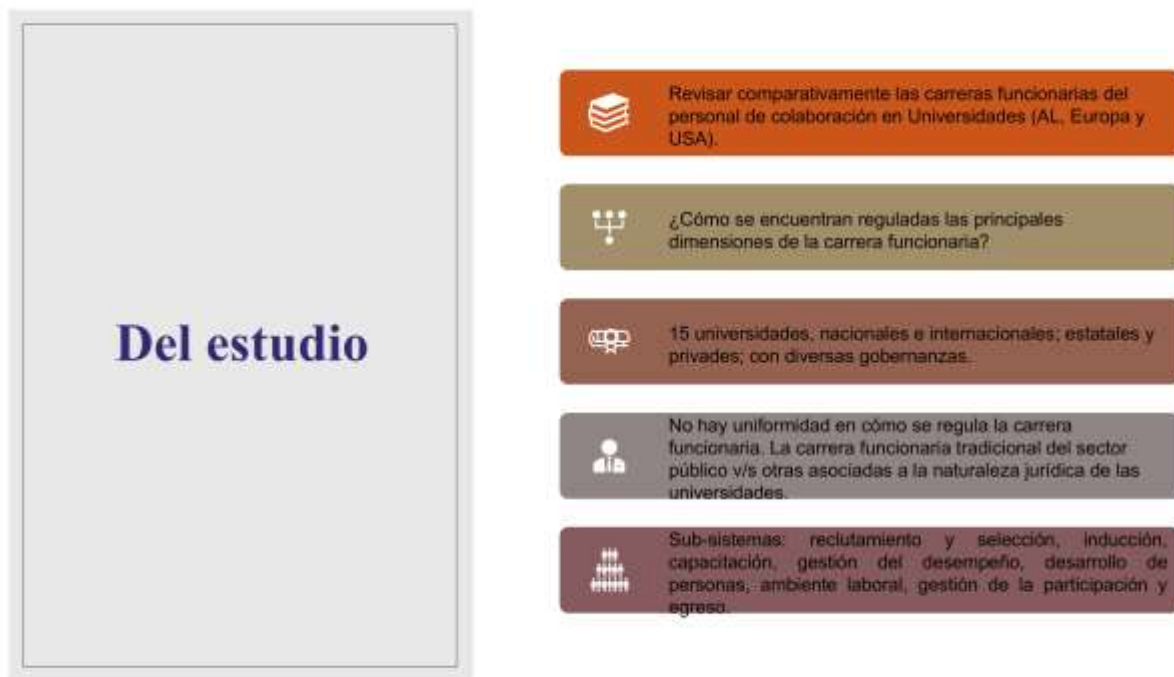 Del estudio
Revisar comparativamente las carreras funcionarias del
personal de colaboración en Universidades (AL, Europa y
USA).
¿Cómo se encuentran reguladas las principales
dimensiones de la carrera funcionaria?
15 universidades, nacionales e internacionales; estatales y
privades; con diversas gobernanzas.
No hay uniformidad en cómo se regula la carrera
funcionaria. La carrera funcionaria tradicional del sector
público v/s otras asociadas a la naturaleza jurídica de las
universidades.
Sub-sistemas: reclutamiento y selección, inducción,
capacitación, gestión del desempeño, desarrollo de
personas, ambiente laboral, gestión de la participación y
egreso.